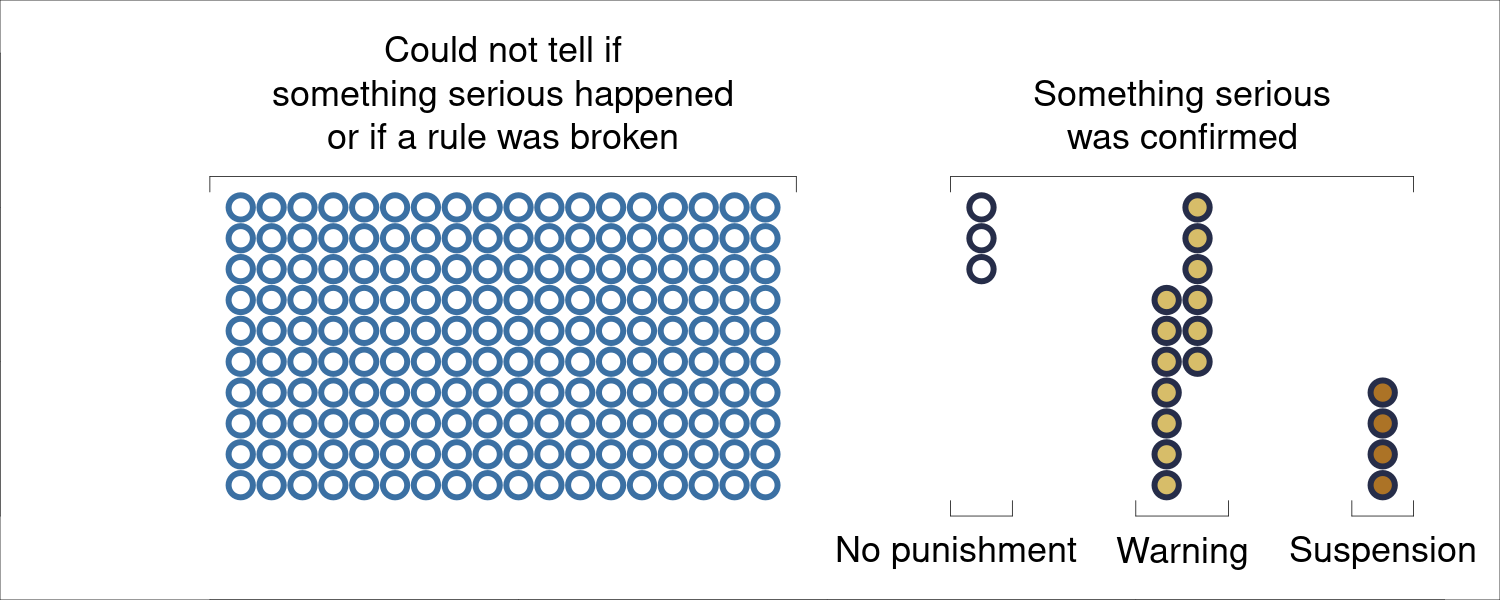 Could not tell if
something serious happened
or if a rule was broken
Something serious
was confirmed
No punishment
Warning
Suspension